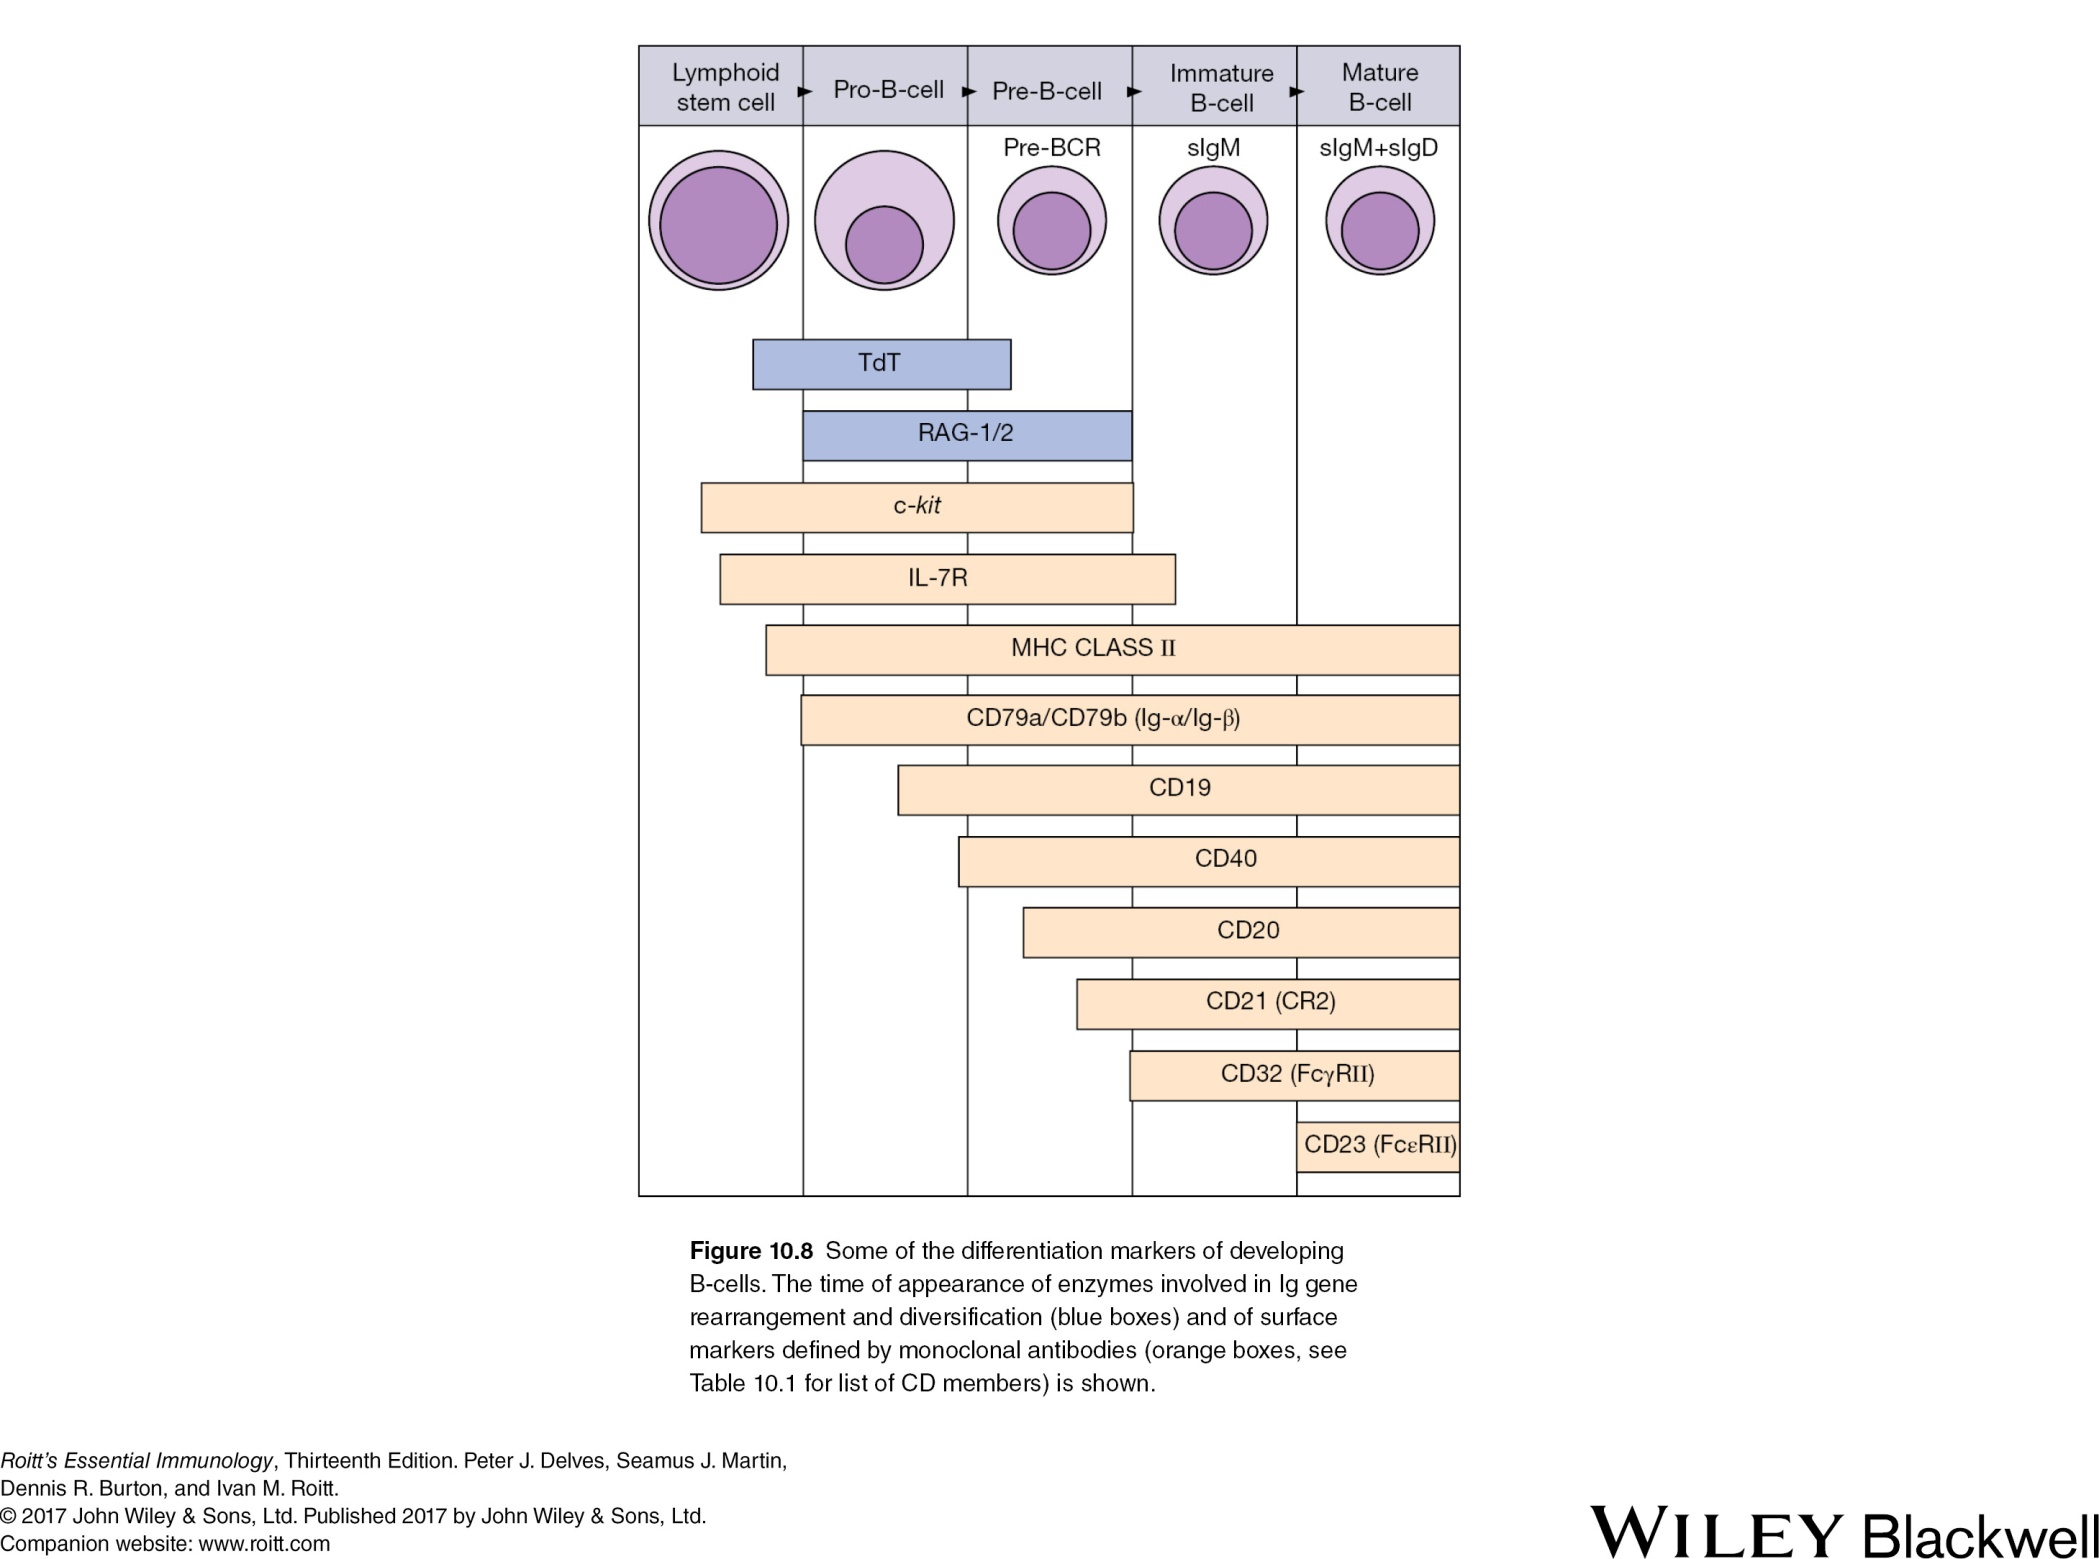 Lymphoid
stem cell
Pro-B-cell
Pre-B-cell
Immature
B-cell
Mature
B-cell
Pre-BCR
sIgM
sIgM+sIgD
TdT
RAG-1/2
c-kit
IL-7R
MHC CLASS II
CD79a/CD79b (Ig-α/Ig-β)
CD19
CD40
CD20
CD21 (CR2)
CD32 (FcγRII)
CD23 (FcεRII)
Figure 10.8 Some of the differentiation markers of developing
B-cells. The time of appearance of enzymes involved in Ig gene
rearrangement and diversification (blue boxes) and of surface
markers defined by monoclonal antibodies (orange boxes, see
Table 10.1 for list of CD members) is shown.
Roitt's Essential Immunology, Thirteenth Edition. Peter J. Delves, Seamus J. Martin,
Dennis R. Burton, and Ivan M. Roitt.
© 2017 John Wiley & Sons, Ltd. Published 2017 by John Wiley & Sons, Ltd.
Companion website: www.roitt.com
WILEY Blackwell